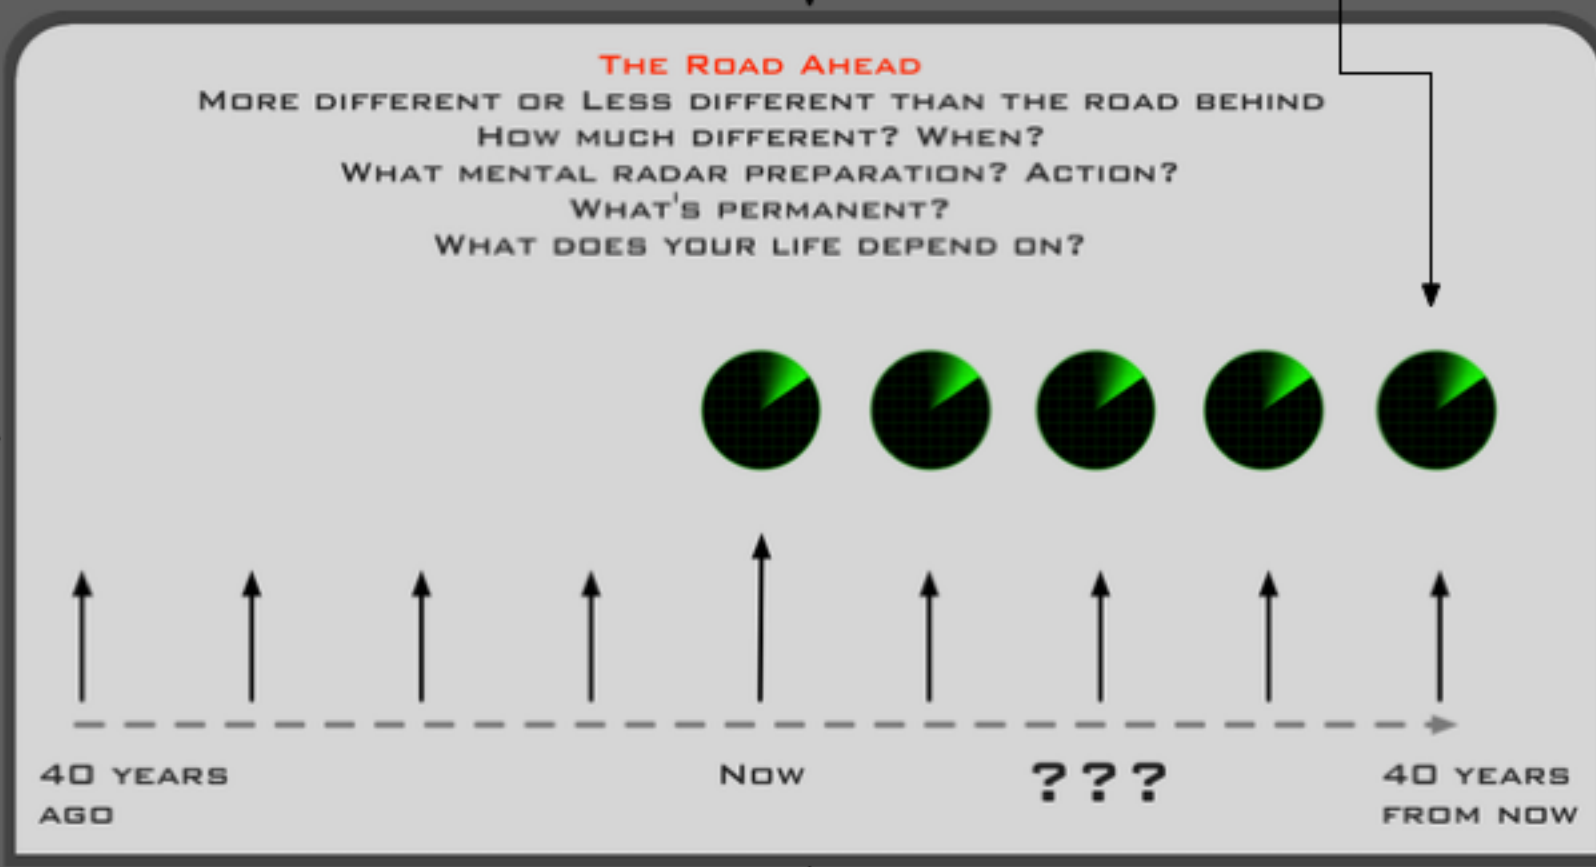 The Road Ahead
More different or Less different than the road behind
How much different? When?
What mental radar preparation? Action?
What's permanent?
What does your life depend on?
40 years ago
Now
???
40 years from now